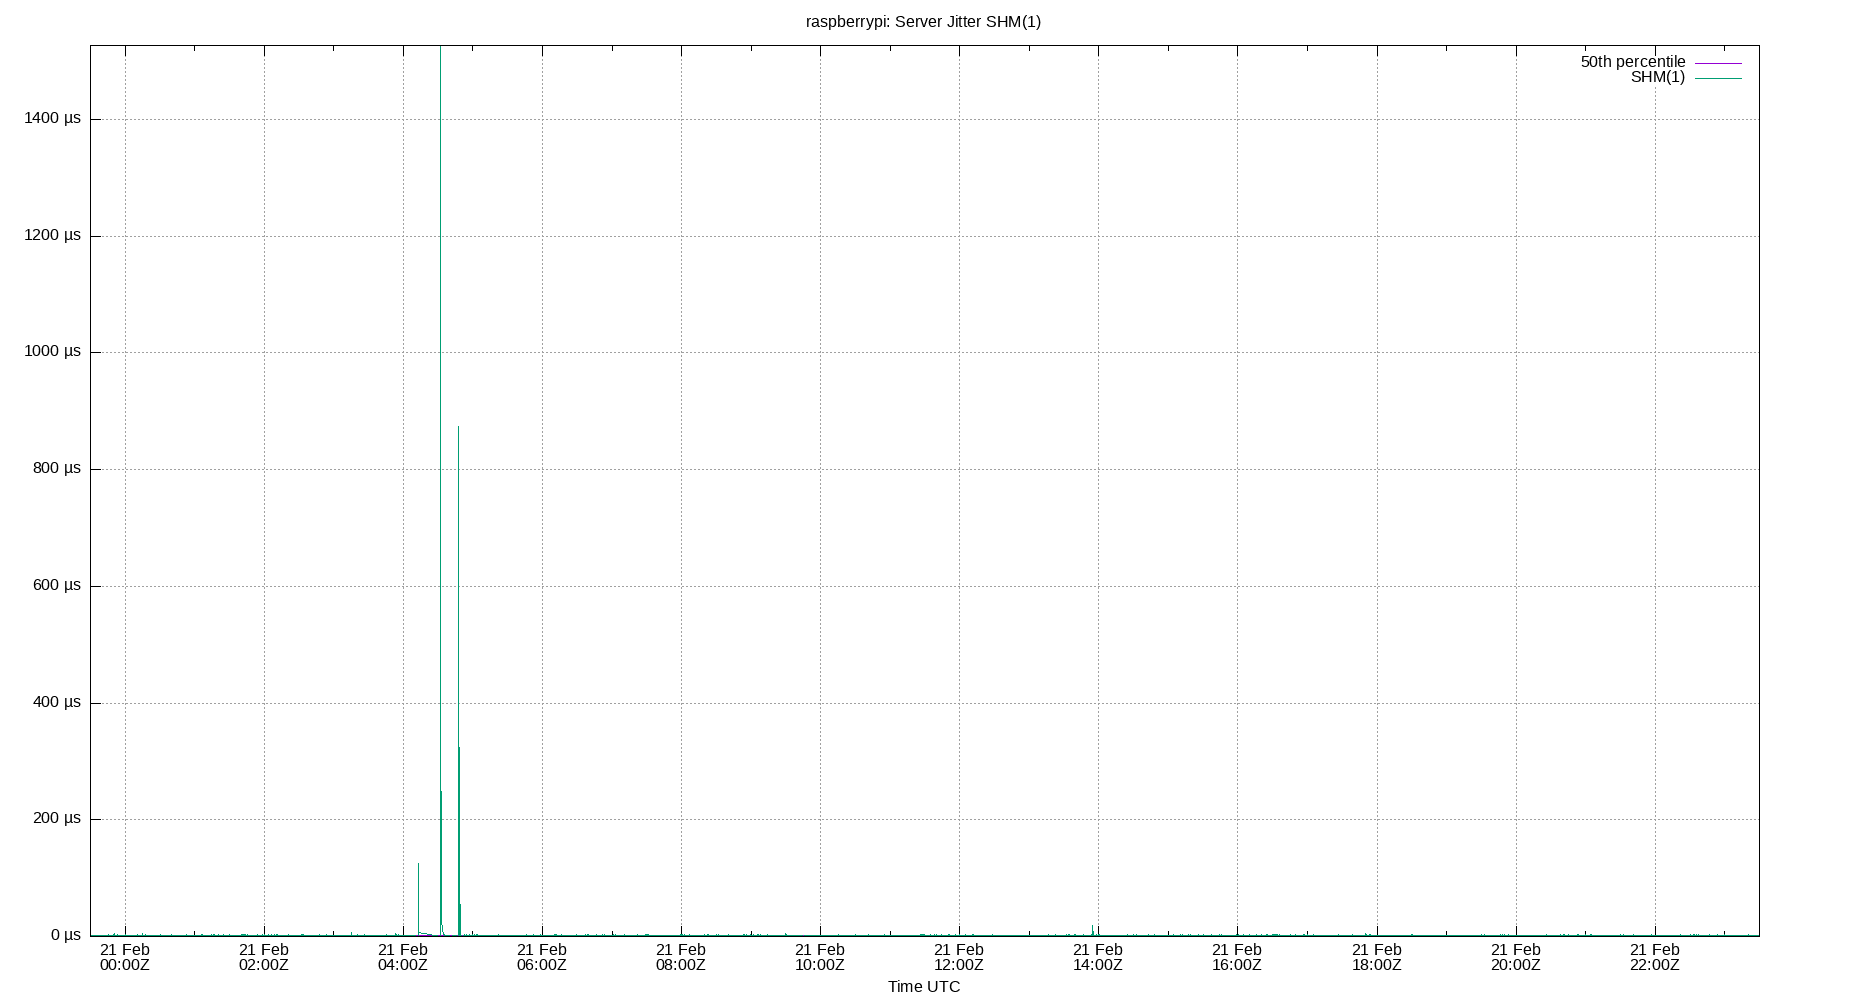 raspberrypi: Server Jitter SHM(1)
50th percentile
SHM(1)
1400 µs
1200 µs
1000 µs
800 µs
600 µs
400 µs
200 µs
0 µs
21 Feb 21 Feb 21 Feb 21 Feb 21 Feb 21 Feb 21 Feb 21 Feb 21 Feb 21 Feb 21 Feb 21 Feb
00:00Z 02:00Z 04:00Z 06:00Z 08:00Z 10:00Z 12:00Z 14:00Z 16:00Z 18:00Z 20:00Z 22:00Z
Time UTC